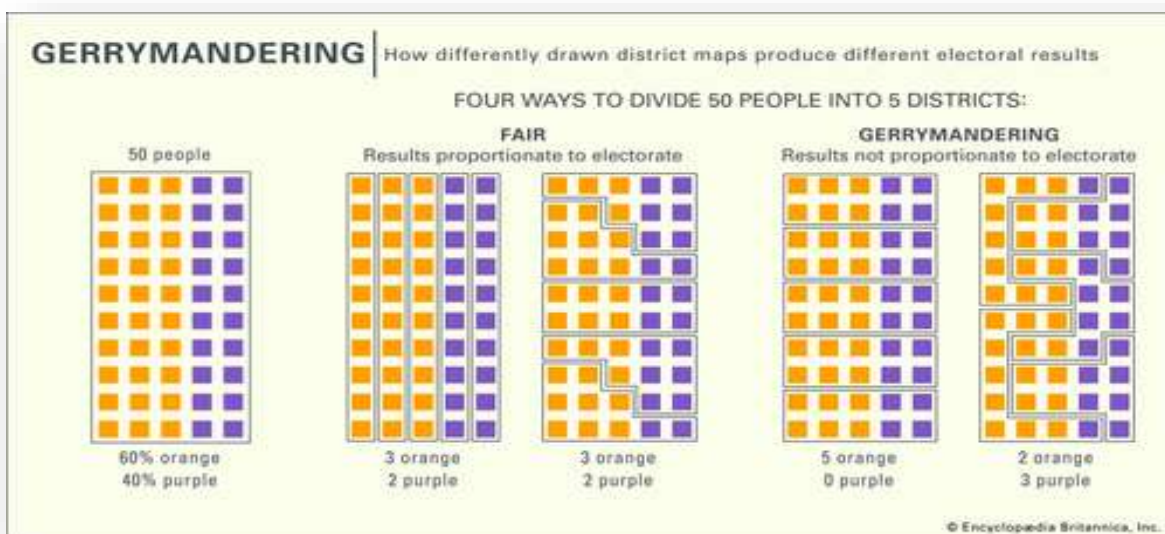 GERRYMANDERING How differently drawn district maps produce different electoral results
FOUR WAYS TO DIVIDE 50 PEOPLE INTO 5 DISTRICTS:
50 people
60% orange
40% purple
FAIR
Results proportionate to electorate
3 orange
2 purple
3 orange
2 purple
GERRYMANDERING
Results not proportionate to electorate
5 orange
0 purple
2 orange
3 purple
© Encyclopædia Britannica, Inc.